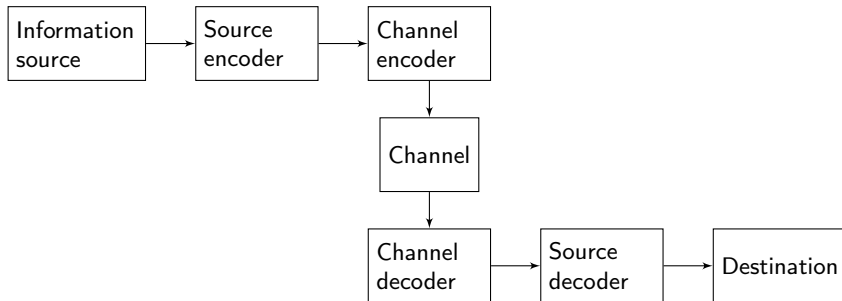 Information
source
Source
encoder
Channel
encoder
Channel
Channel
decoder
Source
decoder
Destination